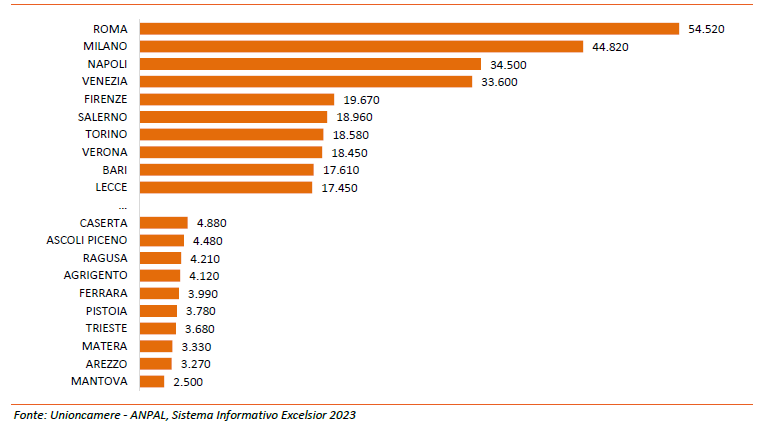 ROMA 54.520
MILANO 44.820
NAPOLI 34.500
VENEZIA 33.600
FIRENZE 19.670
SALERNO 18.960
TORINO 18.580
VERONA 18.450
BARI 17.610
LECCE 17.450
...
CASERTA 4.880
ASCOLI PICENO 4.480
RAGUSA 4.210
AGRIGENTO 4.120
FERRARA 3.990
PISTOIA 3.780
TRIESTE 3.680
MATERA 3.330
AREZZO 3.270
MANTOVA 2.500
Fonte: Unioncamere - ANPAL, Sistema Informativo Excelsior 2023